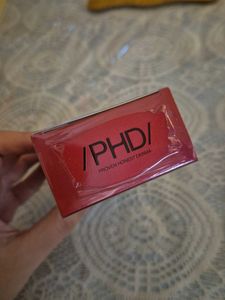 /PHD/
PROVEN HONEST DERMA